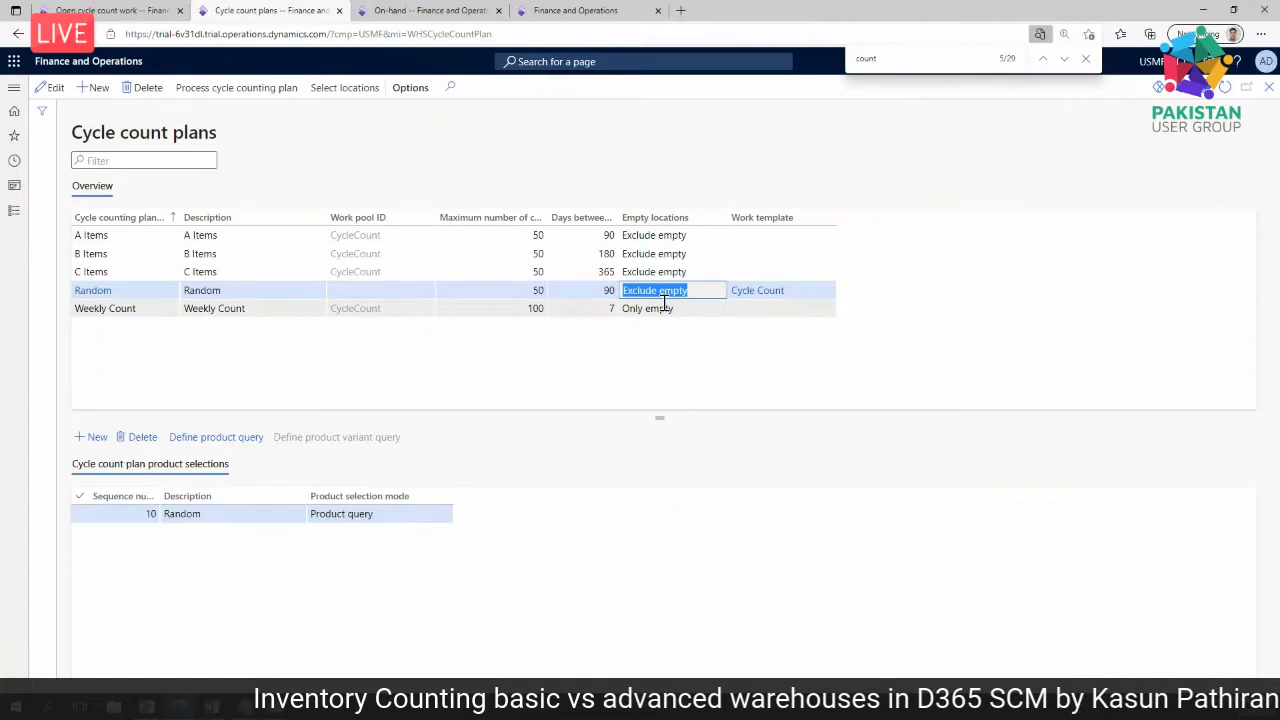 Open cycle count work -- Finance
Cycle count plans -- Finance and
On-hand -- Finance and Operati
Finance and Operations
LIVE
https://trial-6v31dl.trial.operations.dynamics.com/?cmp=USMF&mi=WHSCycleCountPlan
count
5/29
Finance and Operations
Search for a page
USM
?
AD
Edit
New
Delete
Process cycle counting plan
Select locations
Options
PAKISTAN
USER GROUP
Cycle count plans
Filter
Overview
Cycle counting plan... Description Work pool ID Maximum number of c... Days betwee... Empty locations Work template
A Items A Items CycleCount 50 90 Exclude empty
B Items B Items CycleCount 50 180 Exclude empty
C Items C Items CycleCount 50 365 Exclude empty
Random Random 50 90 Exclude empty Cycle Count
Weekly Count Weekly Count CycleCount 100 7 Only empty
New Delete Define product query Define product variant query
Cycle count plan product selections
Sequence nu... Description Product selection mode
10 Random Product query
Inventory Counting basic vs advanced warehouses in D365 SCM by Kasun Pathiran